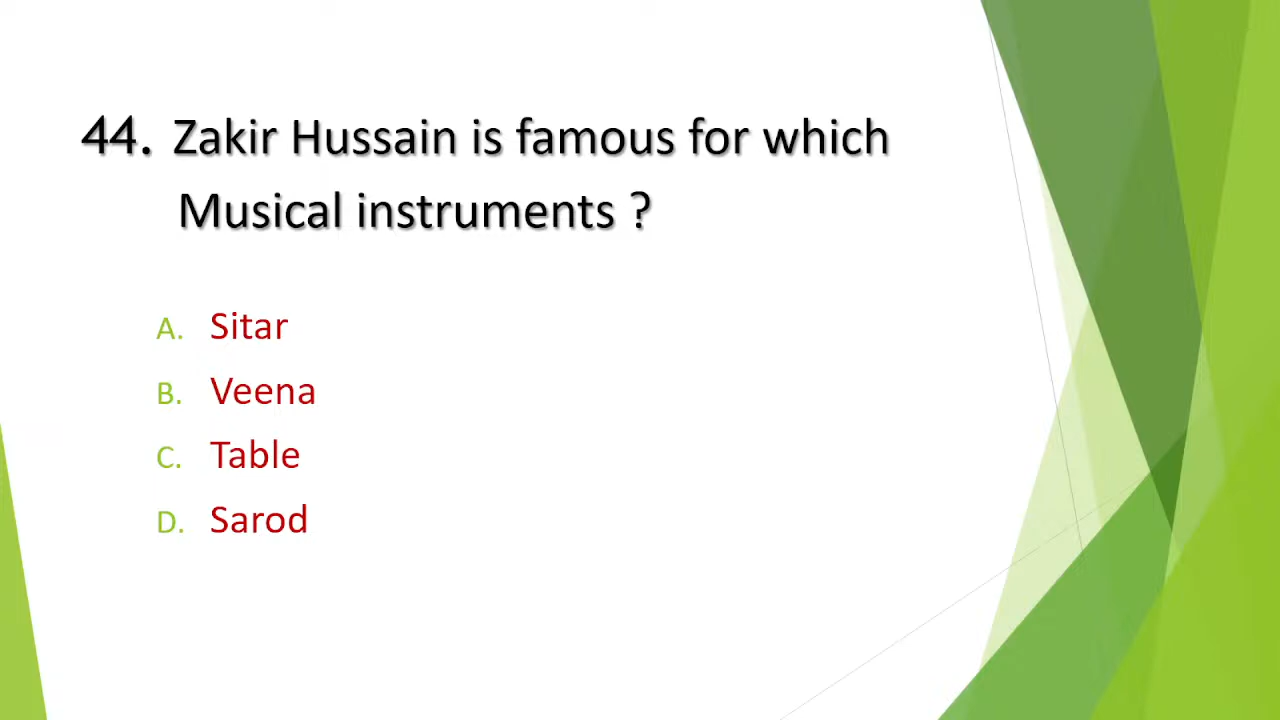 44. Zakir Hussain is famous for which
Musical instruments ?
A. Sitar
B. Veena
C. Table
D. Sarod